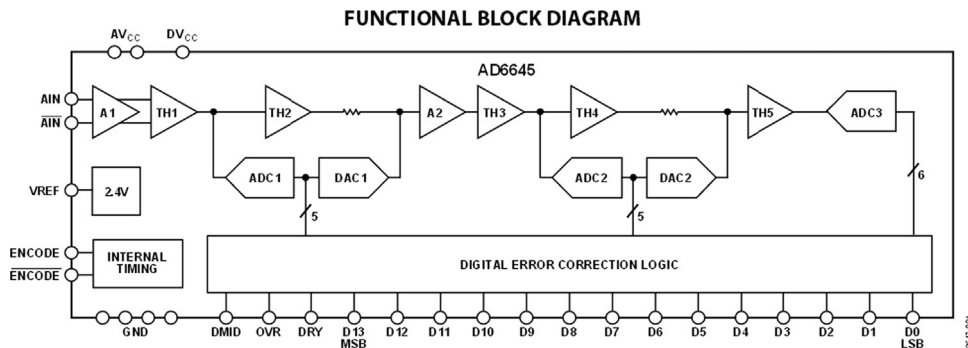 FUNCTIONAL BLOCK DIAGRAM
AVCC DVCC
AD6645
AIN
AIN
A1 TH1 TH2 A2 TH3 TH4 TH5 ADC3
ADC1 DAC1 ADC2 DAC2
5 5 6
VREF 2.4V
ENCODE
ENCODE
INTERNAL
TIMING
DIGITAL ERROR CORRECTION LOGIC
GND DMID OVR DRY D13 D12 D11 D10 D9 D8 D7 D6 D5 D4 D3 D2 D1 D0
MSB LSB